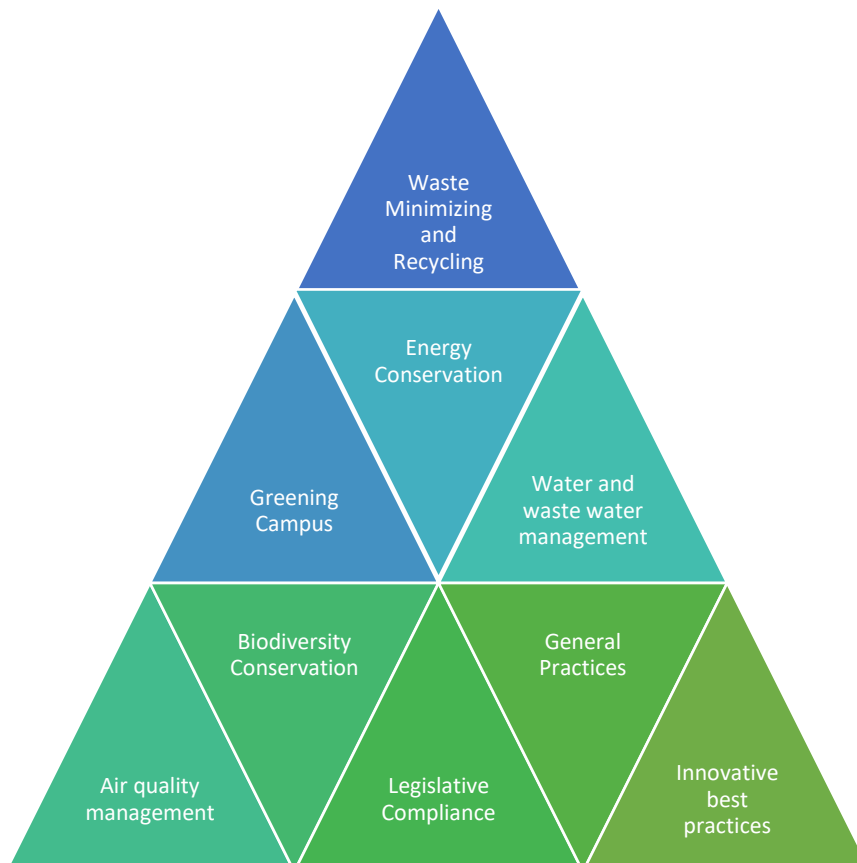 Waste
Minimizing
and
Recycling
Energy
Conservation
Greening
Campus
Water and
waste water
management
Biodiversity
Conservation
General
Practices
Air quality
management
Legislative
Compliance
Innovative
best
practices